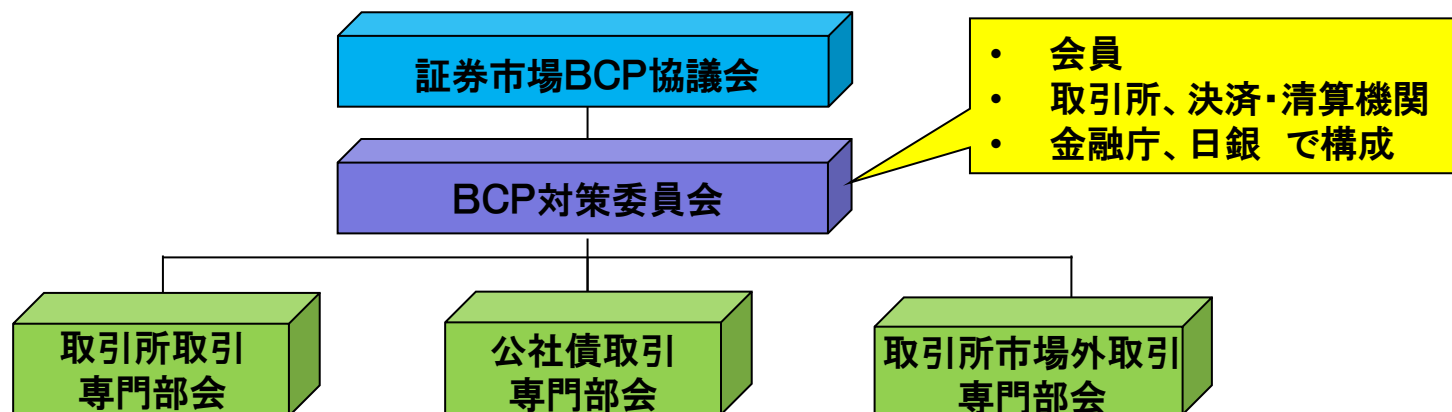 証券市場BCP協議会
• 会員
• 取引所、決済・清算機関
• 金融庁、日銀 で構成
BCP対策委員会
取引所取引
専門部会
公社債取引
専門部会
取引所市場外取引
専門部会